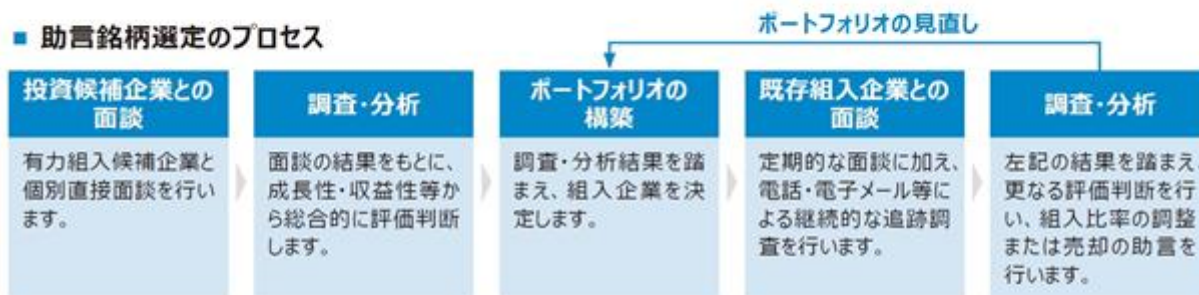 ■ 助言銘柄選定のプロセス
ポートフォリオの見直し
投資候補企業との
面談
有力組入候補企業と
個別直接面談を行い
ます。
調査・分析
面談の結果をもとに、
成長性・収益性等か
ら総合的に評価判断
します。
ポートフォリオの
構築
調査・分析結果を踏
まえ、組入企業を決
定します。
既存組入企業との
面談
定期的な面談に加え、
電話・電子メール等に
よる継続的な追跡調
査を行います。
調査・分析
左記の結果を踏まえ
更なる評価判断を行
い、組入比率の調整
または売却の助言を
行います。